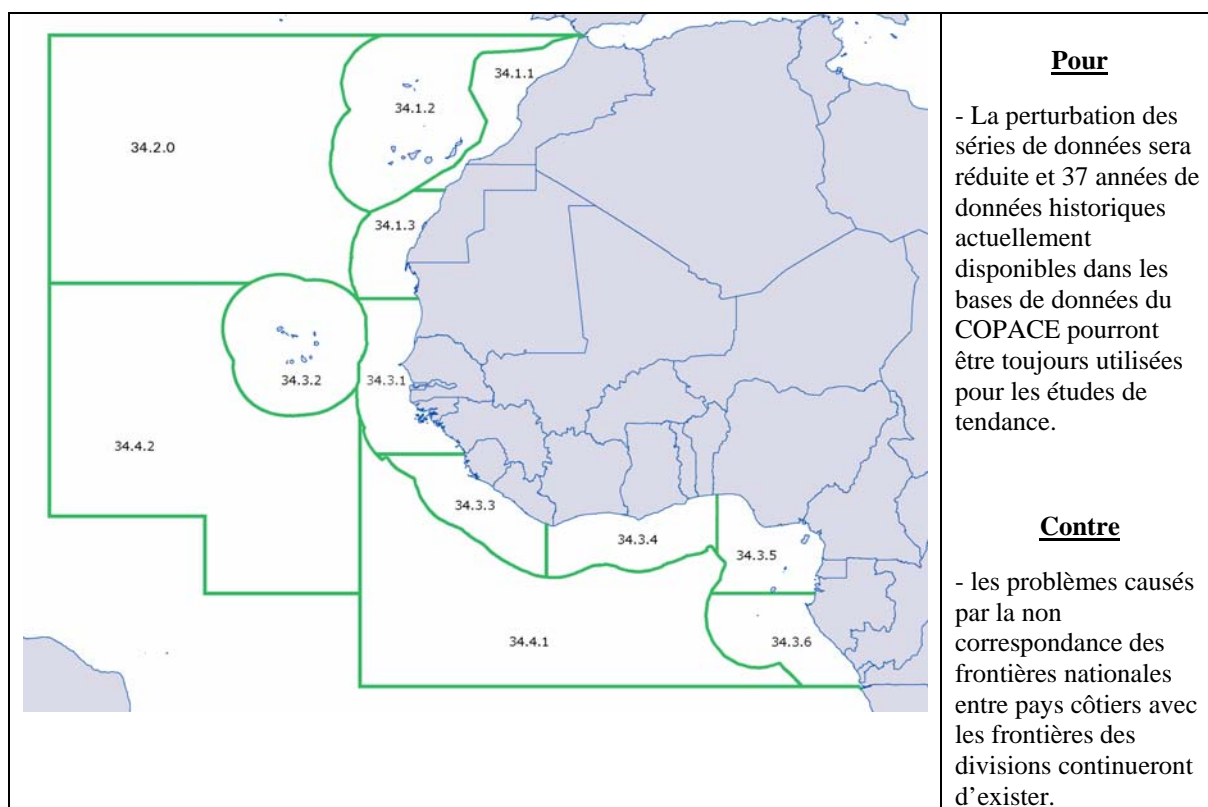 34.1.1
34.1.2
34.2.0
34.1.3
34.3.2
34.3.1
34.4.2
34.3.3
34.3.4
34.3.5
34.4.1
34.3.6
Pour
- La perturbation des
séries de données sera
réduite et 37 années de
données historiques
actuellement
disponibles dans les
bases de données du
COPACE pourront
être toujours utilisées
pour les études de
tendance.
Contre
- les problèmes causés
par la non
correspondance des
frontières nationales
entre pays côtiers avec
les frontières des
divisions continueront
d’exister.